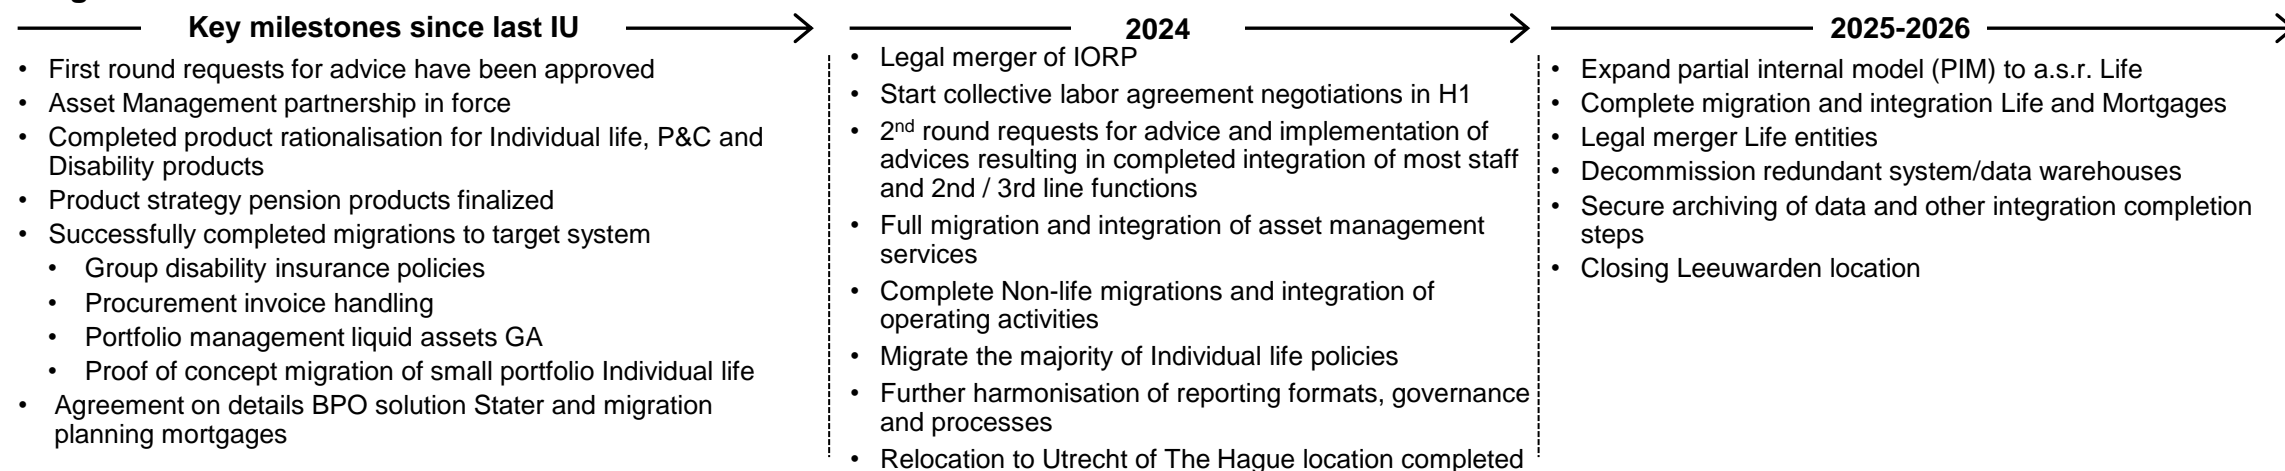 Key milestones since last IU
• First round requests for advice have been approved
• Asset Management partnership in force
• Completed product rationalisation for Individual life, P&C and
Disability products
• Product strategy pension products finalized
• Successfully completed migrations to target system
• Group disability insurance policies
• Procurement invoice handling
• Portfolio management liquid assets GA
• Proof of concept migration of small portfolio Individual life
• Agreement on details BPO solution Stater and migration
planning mortgages
2024
• Legal merger of IORP
• Start collective labor agreement negotiations in H1
• 2nd round requests for advice and implementation of
advices resulting in completed integration of most staff
and 2nd / 3rd line functions
• Full migration and integration of asset management
services
• Complete Non-life migrations and integration of
operating activities
• Migrate the majority of Individual life policies
• Further harmonisation of reporting formats, governance
and processes
• Relocation to Utrecht of The Hague location completed
2025-2026
• Expand partial internal model (PIM) to a.s.r. Life
• Complete migration and integration Life and Mortgages
• Legal merger Life entities
• Decommission redundant system/data warehouses
• Secure archiving of data and other integration completion
steps
• Closing Leeuwarden location